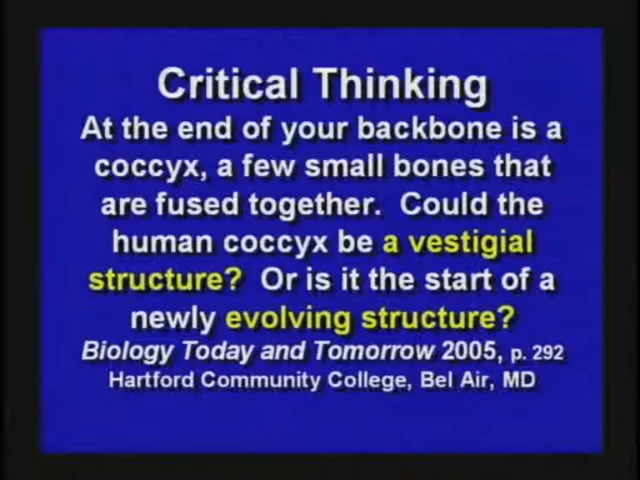 Critical Thinking
At the end of your backbone is a
coccyx, a few small bones that
are fused together. Could the
human coccyx be a vestigial
structure? Or is it the start of a
newly evolving structure?
Biology Today and Tomorrow 2005, p. 292
Hartford Community College, Bel Air, MD